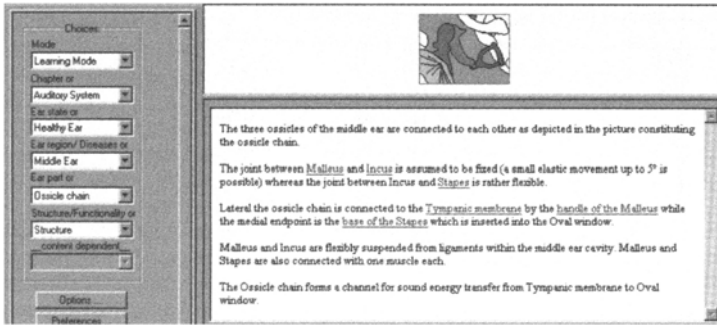 Choices
Mode
Learning Mode
Chapter or
Auditory System
Ear state or
Healthy Ear
Ear region/ Diseases or
Middle Ear
Ear part or
Ossicle chain
Structure/Functionality or
Structure
content dependent
Options ...
Preferences
The three ossicles of the middle ear are connected to each other as depicted in the picture constituting
the ossicle chain.
The joint between Malleus and Incus is assumed to be fixed (a small elastic movement up to 5° is
possible) whereas the joint between Incus and Stapes is rather flexible.
Lateral the ossicle chain is connected to the Tympanic membrane by the handle of the Malleus while
the medial endpoint is the base of the Stapes which is inserted into the Oval window.
Malleus and Incus are flexibly suspended from ligaments within the middle ear cavity. Malleus and
Stapes are also connected with one muscle each.
The Ossicle chain forms a channel for sound energy transfer from Tympanic membrane to Oval
window.